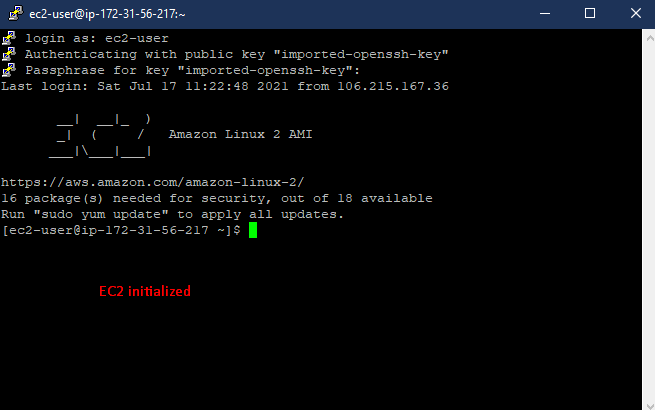 ec2-user@ip-172-31-56-217:~
login as: ec2-user
Authenticating with public key "imported-openssh-key"
Passphrase for key "imported-openssh-key":
Last login: Sat Jul 17 11:22:48 2021 from 106.215.167.36
       __|  __|_  )
       _|  (     /   Amazon Linux 2 AMI
      ___|\___|___|
https://aws.amazon.com/amazon-linux-2/
16 package(s) needed for security, out of 18 available
Run "sudo yum update" to apply all updates.
[ec2-user@ip-172-31-56-217 ~]$
EC2 initialized